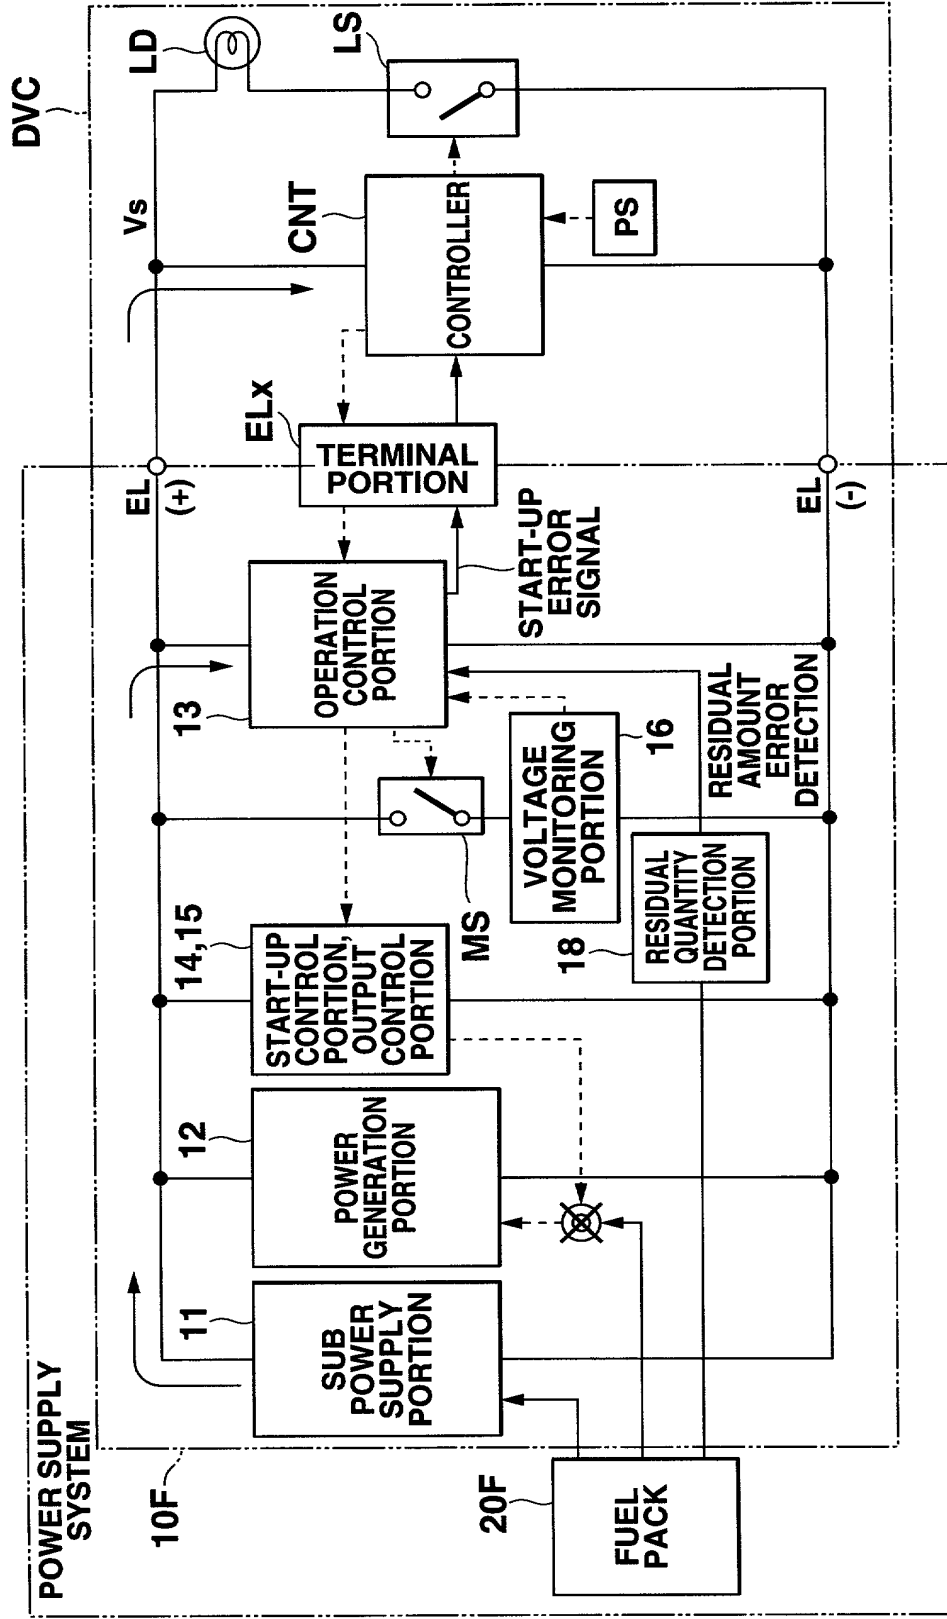 POWER SUPPLY
SYSTEM
DVC
10F
20F
FUEL
PACK
11
SUB
POWER
SUPPLY
PORTION
12
POWER
GENERATION
PORTION
14,15
START-UP
CONTROL
PORTION,
OUTPUT
CONTROL
PORTION
MS
13
OPERATION
CONTROL
PORTION
VOLTAGE
MONITORING
PORTION
16
18
RESIDUAL
QUANTITY
DETECTION
PORTION
RESIDUAL
AMOUNT
ERROR
DETECTION
START-UP
ERROR
SIGNAL
EL
(+)
ELx
TERMINAL
PORTION
EL
(-)
Vs
CNT
CONTROLLER
PS
LD
LS